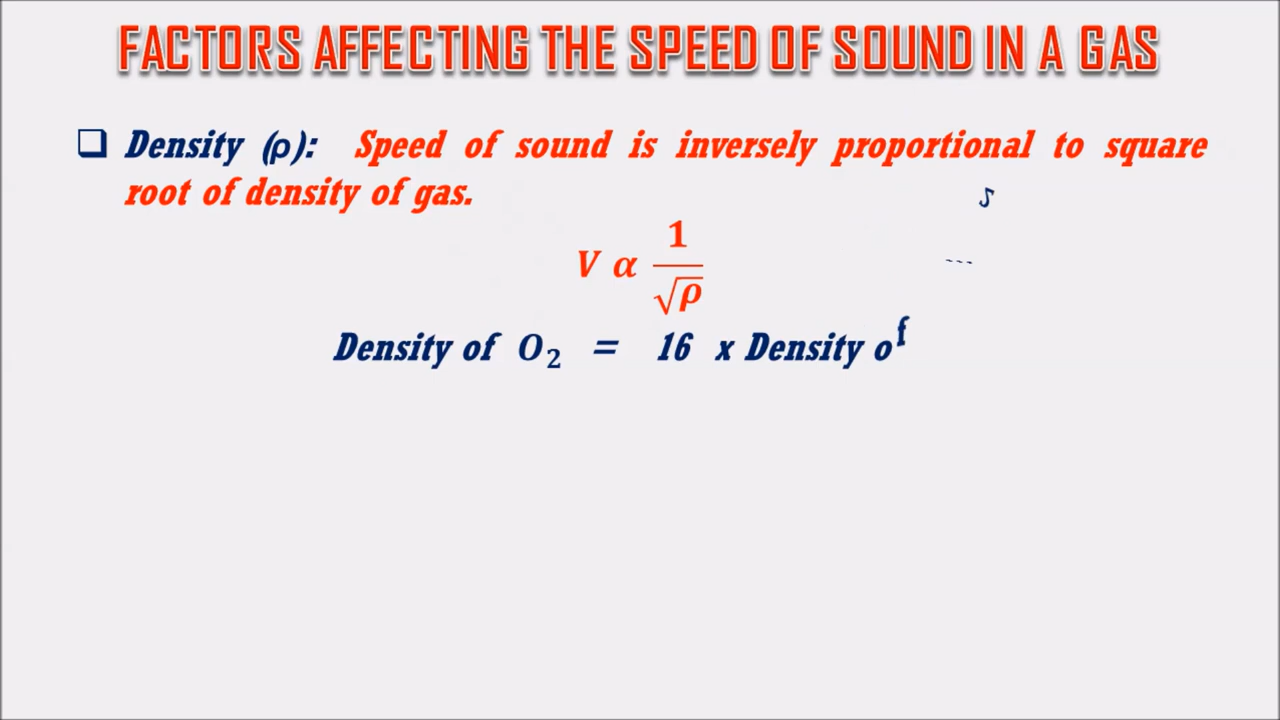 FACTORS AFFECTING THE SPEED OF SOUND IN A GAS
❑ Density (ρ): Speed of sound is inversely proportional to square
root of density of gas.
V α 1/√ρ
Density of O₂ = 16 x Density of